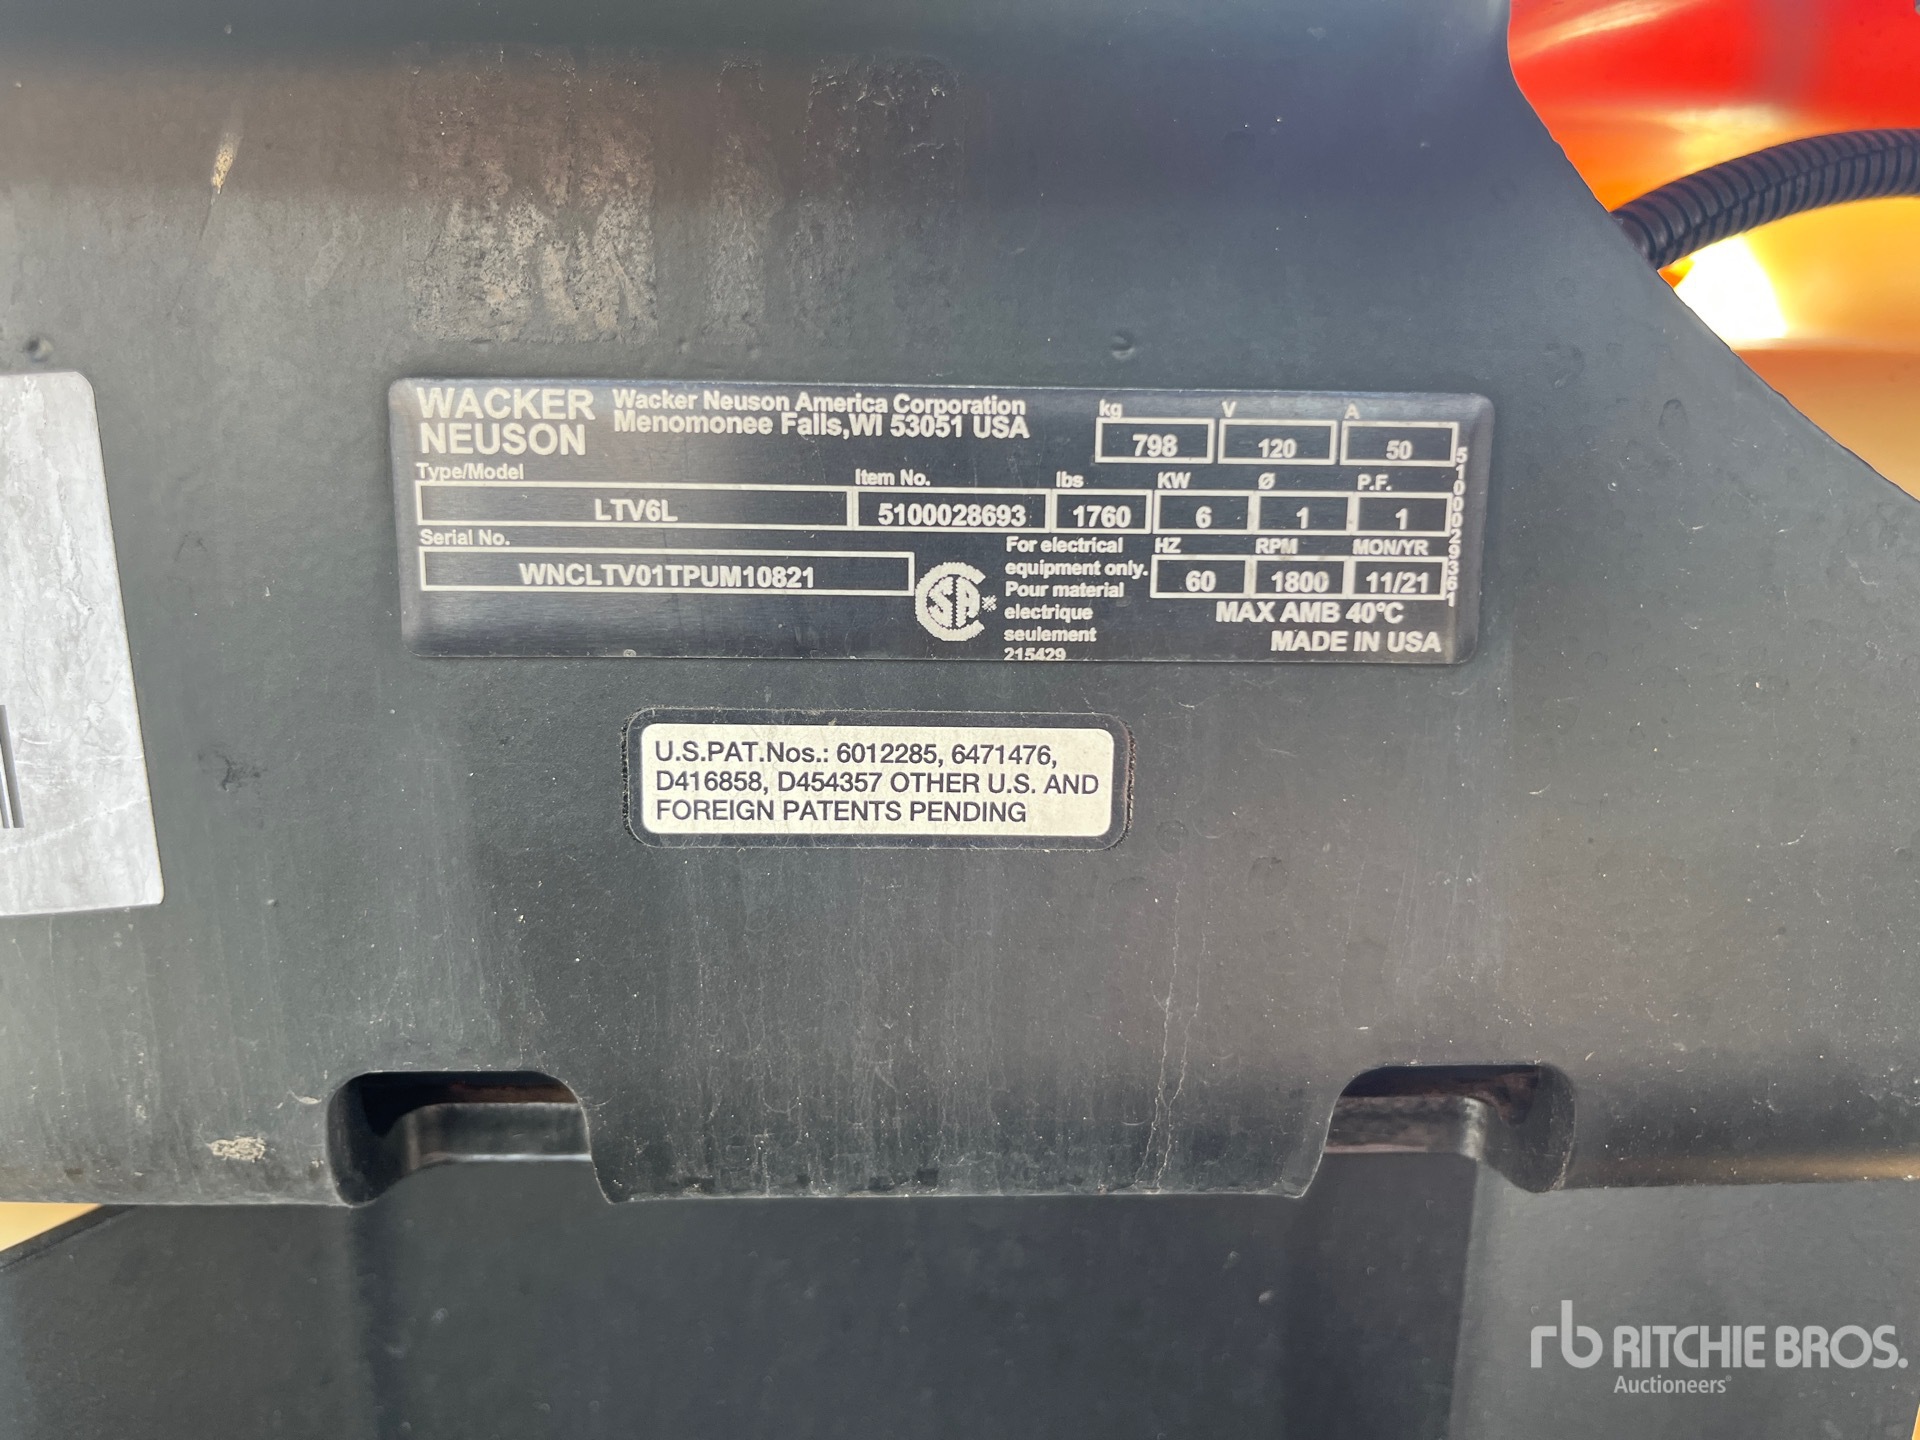 WACKER
NEUSON
Wacker Neuson America Corporation
Menomonee Falls,WI 53051 USA
kg V A
798 120 50
Type/Model Item No. lbs KW Ø P.F.
LTV6L 5100028693 1760 6 1 1
Serial No. HZ RPM MON/YR
WNCLTV01TPUM10821 60 1800 11/21
CSA
For electrical
equipment only.
Pour material
electrique
seulement
215429
MAX AMB 40°C
MADE IN USA
5100029361
U.S.PAT.Nos.: 6012285, 6471476,
D416858, D454357 OTHER U.S. AND
FOREIGN PATENTS PENDING
rb RITCHIE BROS.
Auctioneers